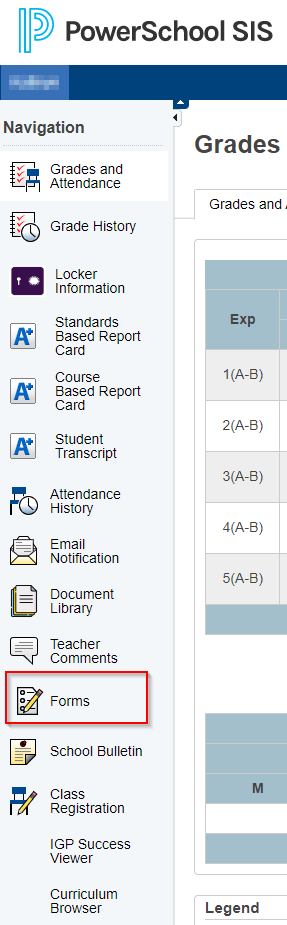 PowerSchool SIS
Navigation
Grades and
Attendance
Grade History
Locker
Information
Standards
Based Report
Card
Course
Based Report
Card
Student
Transcript
Attendance
History
Email
Notification
Document
Library
Teacher
Comments
Forms
School Bulletin
Class
Registration
IGP Success
Viewer
Curriculum
Browser
Grades
Grades and
Exp
1(A-B)
2(A-B)
3(A-B)
4(A-B)
5(A-B)
M
Legend